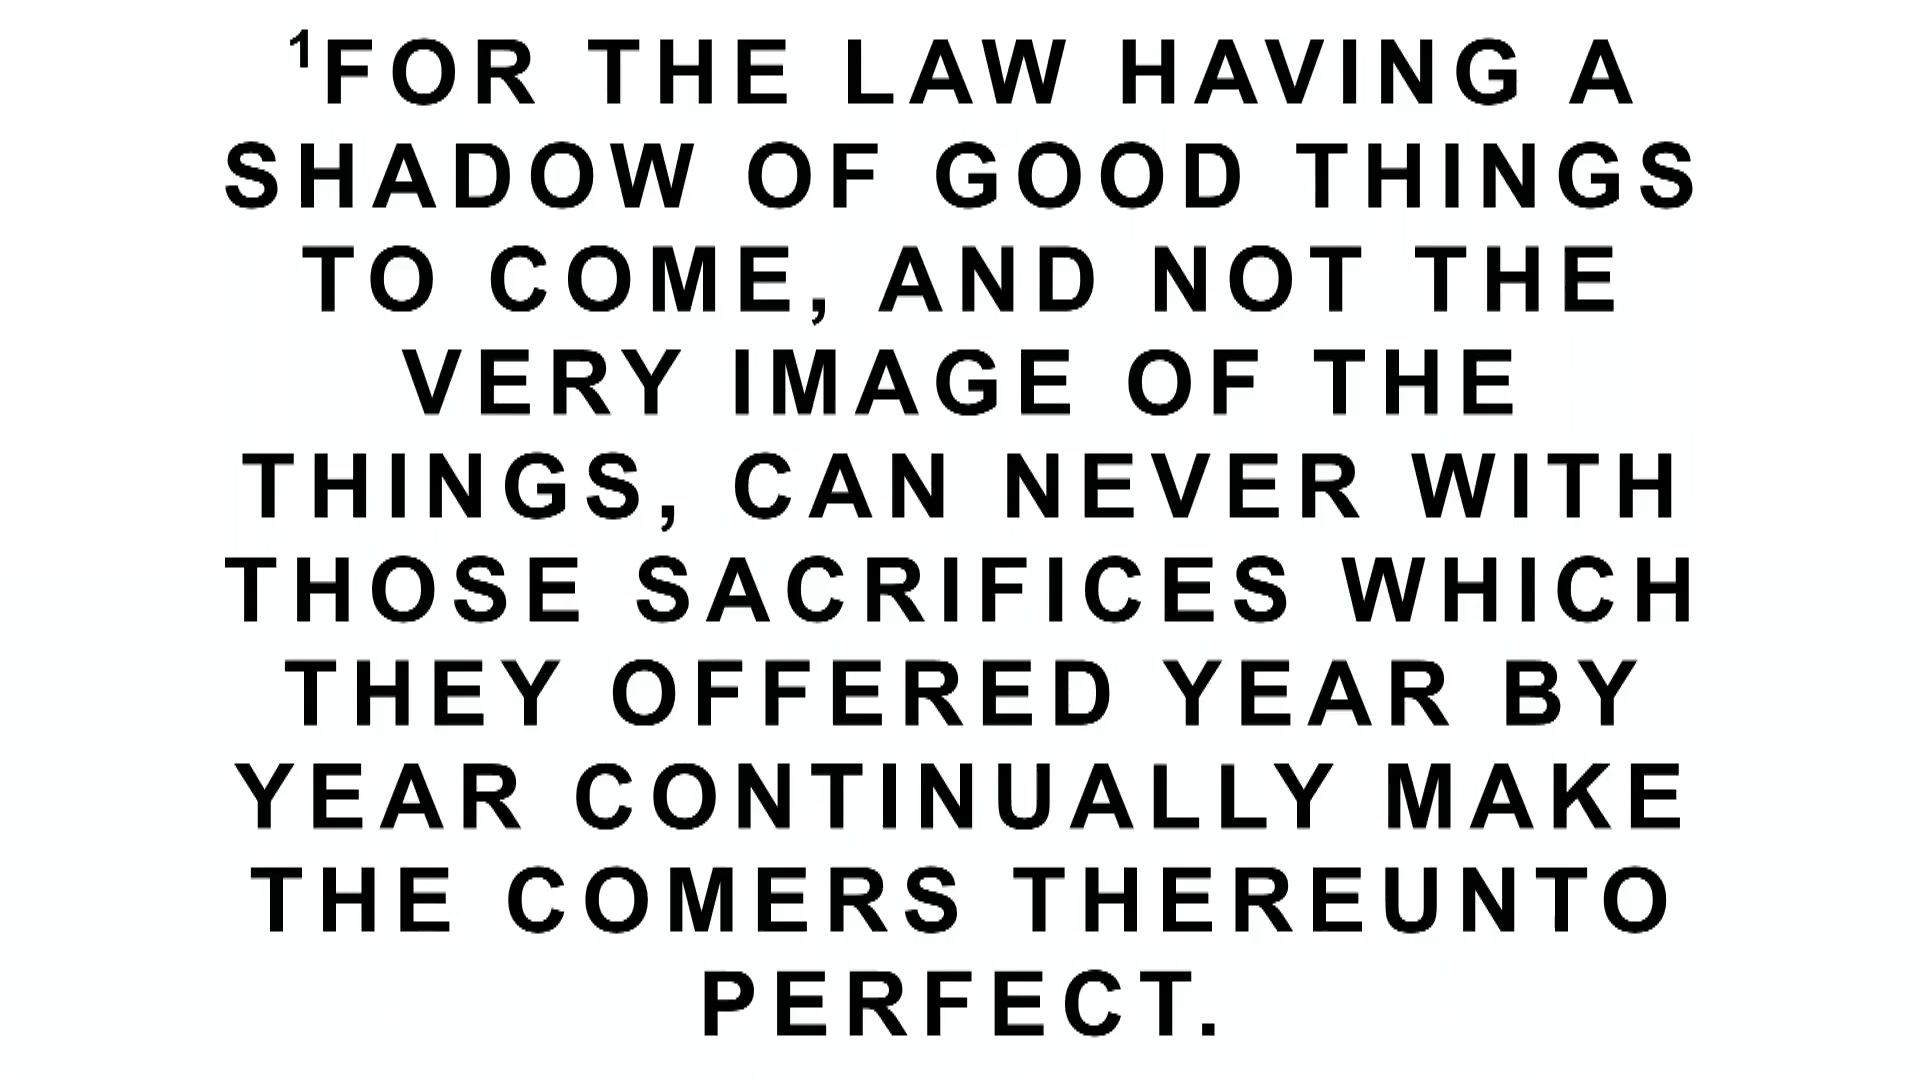 ¹FOR THE LAW HAVING A
SHADOW OF GOOD THINGS
TO COME, AND NOT THE
VERY IMAGE OF THE
THINGS, CAN NEVER WITH
THOSE SACRIFICES WHICH
THEY OFFERED YEAR BY
YEAR CONTINUALLY MAKE
THE COMERS THEREUNTO
PERFECT.